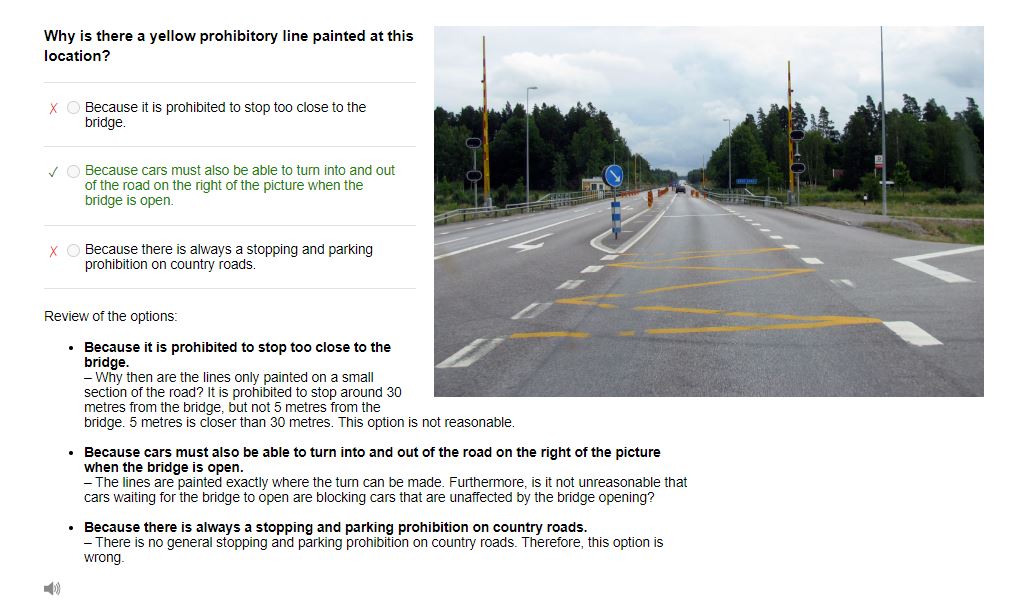 Why is there a yellow prohibitory line painted at this
location?
Because it is prohibited to stop too close to the
bridge.
Because cars must also be able to turn into and out
of the road on the right of the picture when the
bridge is open.
Because there is always a stopping and parking
prohibition on country roads.
Review of the options:
• Because it is prohibited to stop too close to the
bridge.
– Why then are the lines only painted on a small
section of the road? It is prohibited to stop around 30
metres from the bridge, but not 5 metres from the
bridge. 5 metres is closer than 30 metres. This option is not reasonable.
• Because cars must also be able to turn into and out of the road on the right of the picture
when the bridge is open.
– The lines are painted exactly where the turn can be made. Furthermore, is it not unreasonable that
cars waiting for the bridge to open are blocking cars that are unaffected by the bridge opening?
• Because there is always a stopping and parking prohibition on country roads.
– There is no general stopping and parking prohibition on country roads. Therefore, this option is
wrong.